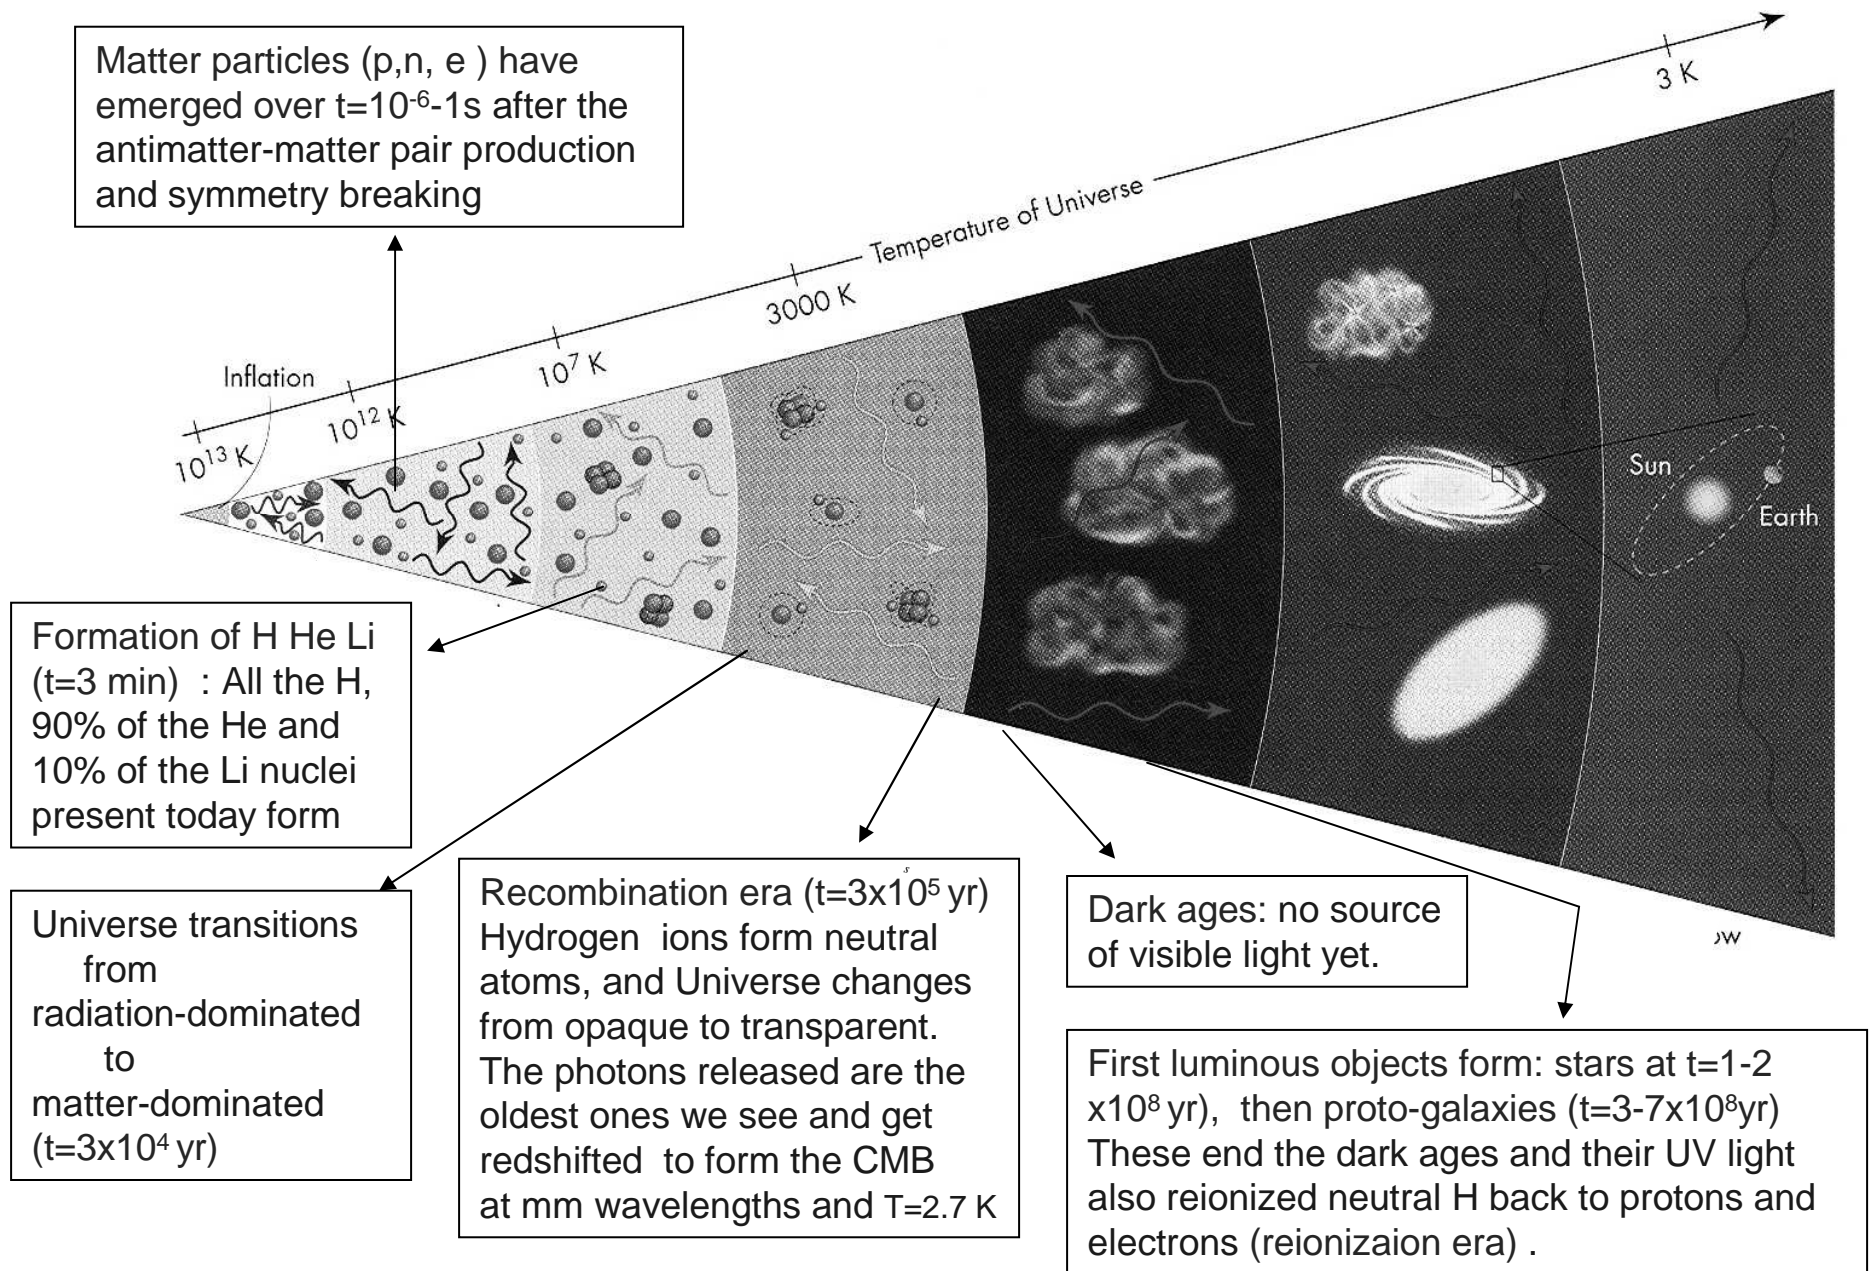 Matter particles (p,n, e ) have
emerged over t=10⁻⁶-1s after the
antimatter-matter pair production
and symmetry breaking
3 K
Temperature of Universe
3000 K
10⁷ K
Inflation
10¹² K
10¹³ K
Sun
Earth
Formation of H He Li
(t=3 min) : All the H,
90% of the He and
10% of the Li nuclei
present today form
Universe transitions
from
radiation-dominated
to
matter-dominated
(t=3x10⁴ yr)
s
Recombination era (t=3x10⁵ yr)
Hydrogen ions form neutral
atoms, and Universe changes
from opaque to transparent.
The photons released are the
oldest ones we see and get
redshifted to form the CMB
at mm wavelengths and T=2.7 K
Dark ages: no source
of visible light yet.
First luminous objects form: stars at t=1-2
x10⁸ yr), then proto-galaxies (t=3-7x10⁸yr)
These end the dark ages and their UV light
also reionized neutral H back to protons and
electrons (reionizaion era) .